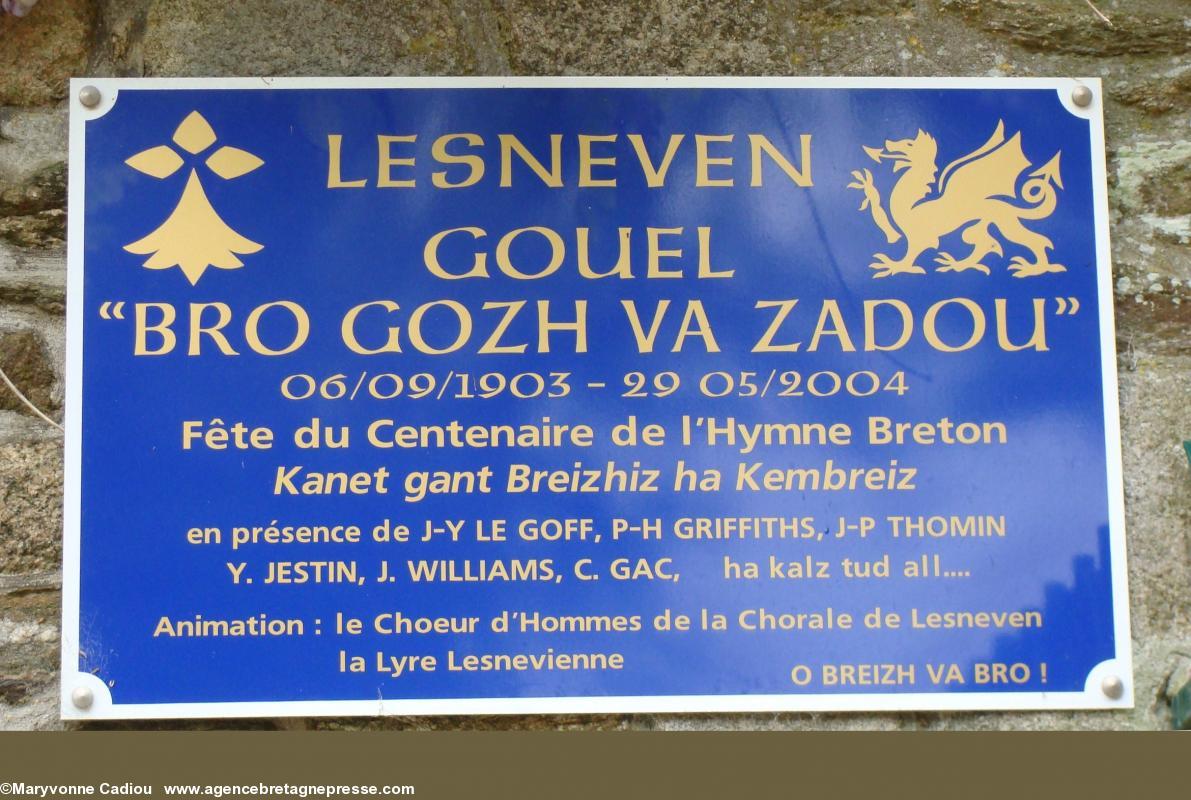 LESNEVEN
GOUEL
“BRO GOZH VA ZADOU”
06/09/1903 - 29 05/2004
Fête du Centenaire de l'Hymne Breton
Kanet gant Breizhiz ha Kembreiz
en présence de J-Y LE GOFF, P-H GRIFFITHS, J-P THOMIN
Y. JESTIN, J. WILLIAMS, C. GAC, ha kalz tud all....
Animation : le Choeur d'Hommes de la Chorale de Lesneven
la Lyre Lesnevienne
O BREIZH VA BRO !
©Maryvonne Cadiou www.agencebretagnepresse.com